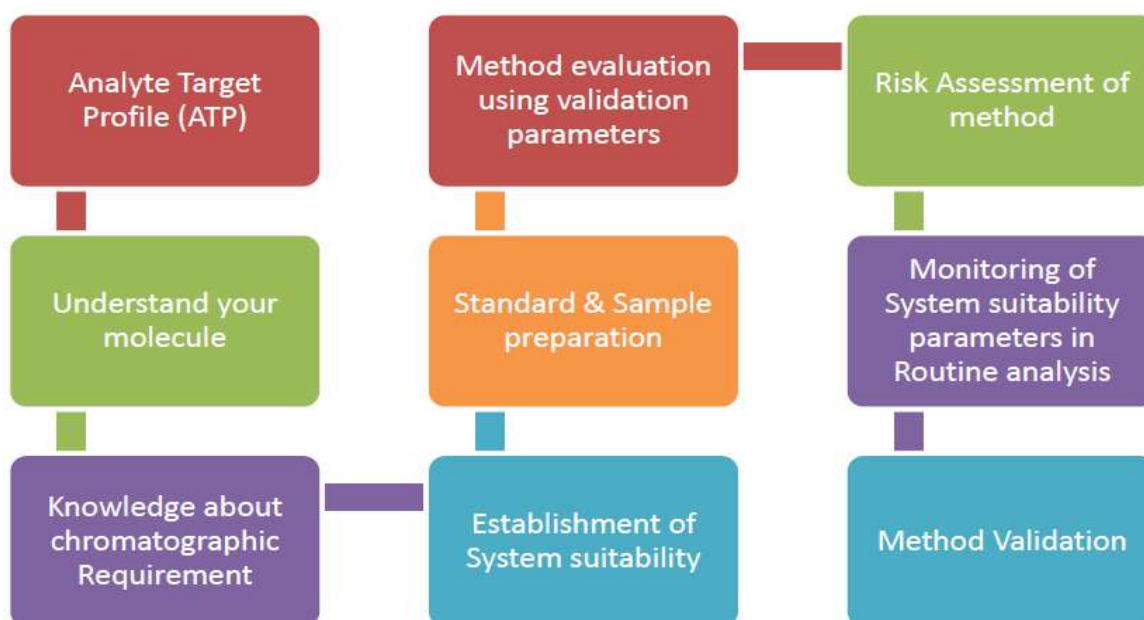 Analyte Target
Profile (ATP)
Understand your
molecule
Knowledge about
chromatographic
Requirement
Establishment of
System suitability
Standard & Sample
preparation
Method evaluation
using validation
parameters
Risk Assessment of
method
Monitoring of
System suitability
parameters in
Routine analysis
Method Validation